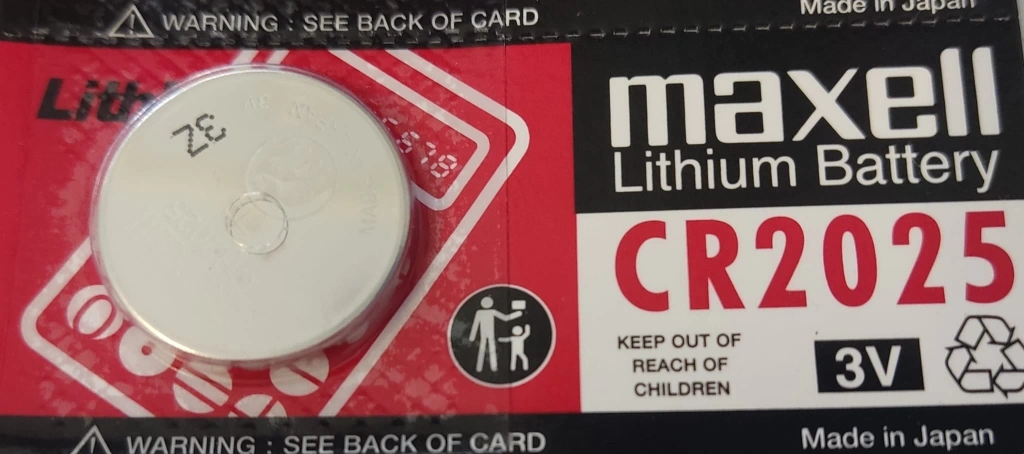 WARNING : SEE BACK OF CARD
Made in Japan
maxell
Lithium Battery
CR2025
KEEP OUT OF
REACH OF
CHILDREN
3V
WARNING : SEE BACK OF CARD
Made in Japan